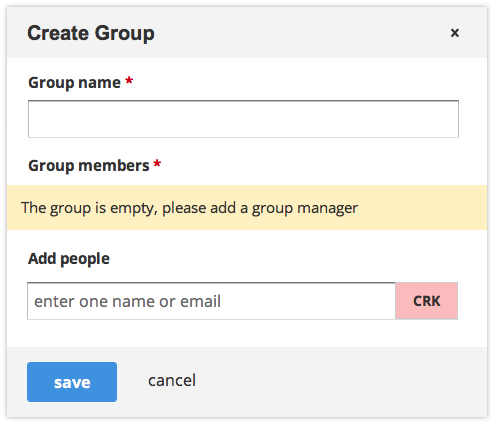 Create Group ×
Group name *
Group members *
The group is empty, please add a group manager
Add people
enter one name or email CRK
save cancel